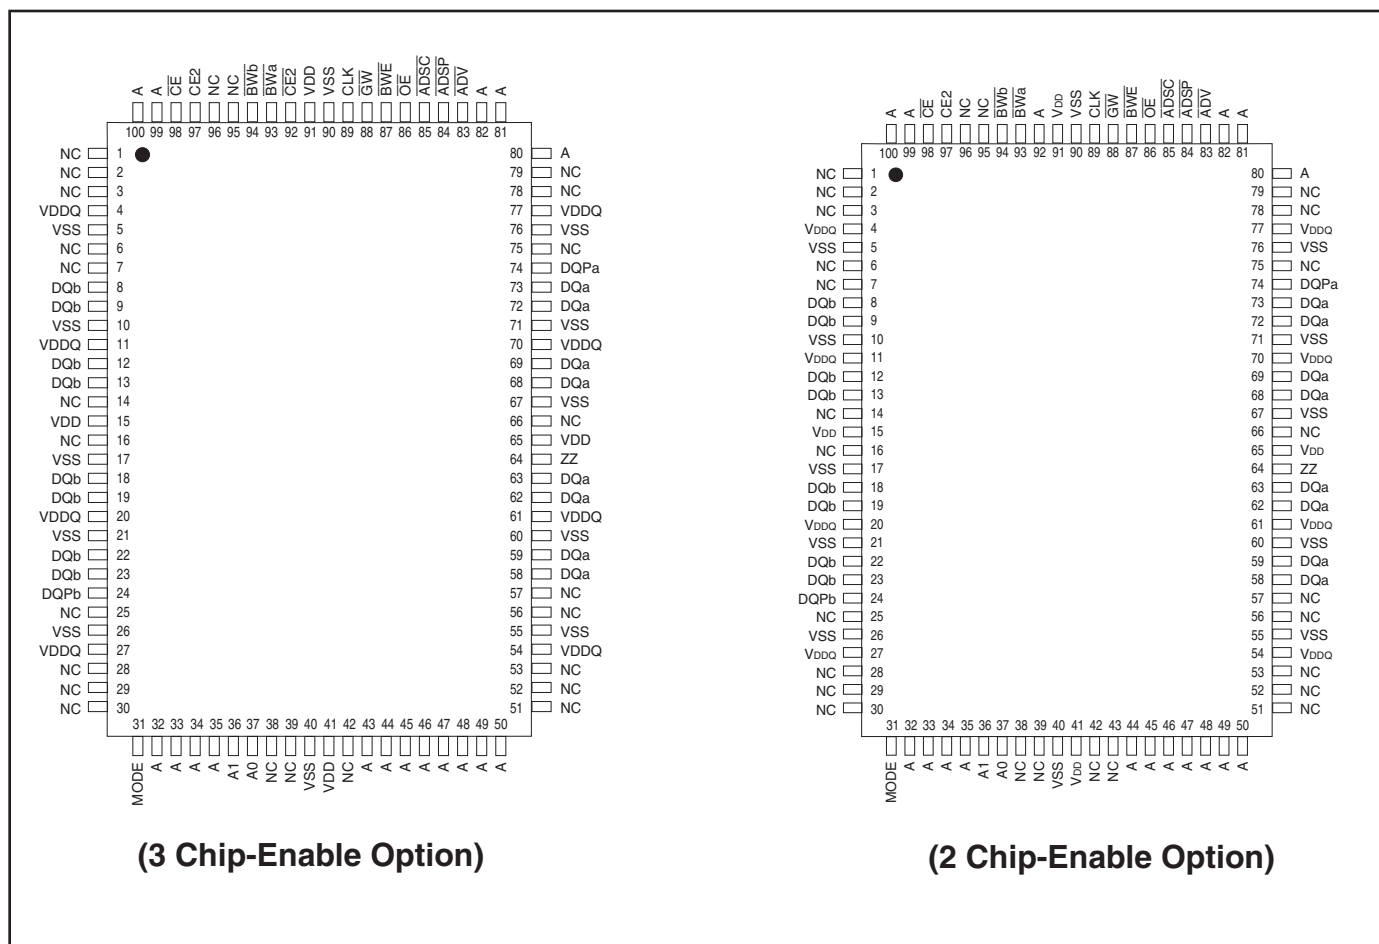 A A CE CE2 NC NC BWb BWa CE2 VDD VSS CLK GW BWE OE ADSC ADSP ADV A A
100 99 98 97 96 95 94 93 92 91 90 89 88 87 86 85 84 83 82 81
NC 1 80 A
NC 2 79 NC
NC 3 78 NC
VDDQ 4 77 VDDQ
VSS 5 76 VSS
NC 6 75 NC
NC 7 74 DQPa
DQb 8 73 DQa
DQb 9 72 DQa
VSS 10 71 VSS
VDDQ 11 70 VDDQ
DQb 12 69 DQa
DQb 13 68 DQa
NC 14 67 VSS
VDD 15 66 NC
NC 16 65 VDD
VSS 17 64 ZZ
DQb 18 63 DQa
DQb 19 62 DQa
VDDQ 20 61 VDDQ
VSS 21 60 VSS
DQb 22 59 DQa
DQb 23 58 DQa
DQPb 24 57 NC
NC 25 56 NC
VSS 26 55 VSS
VDDQ 27 54 VDDQ
NC 28 53 NC
NC 29 52 NC
NC 30 51 NC
31 32 33 34 35 36 37 38 39 40 41 42 43 44 45 46 47 48 49 50
MODE A A A A A1 A0 NC NC VSS VDD NC A A A A A A A A
(3 Chip-Enable Option)
A A CE CE2 NC NC BWb BWa A VDD VSS CLK GW BWE OE ADSC ADSP ADV A A
100 99 98 97 96 95 94 93 92 91 90 89 88 87 86 85 84 83 82 81
NC 1 80 A
NC 2 79 NC
NC 3 78 NC
VDDQ 4 77 VDDQ
VSS 5 76 VSS
NC 6 75 NC
NC 7 74 DQPa
DQb 8 73 DQa
DQb 9 72 DQa
VSS 10 71 VSS
VDDQ 11 70 VDDQ
DQb 12 69 DQa
DQb 13 68 DQa
NC 14 67 VSS
VDD 15 66 NC
NC 16 65 VDD
VSS 17 64 ZZ
DQb 18 63 DQa
DQb 19 62 DQa
VDDQ 20 61 VDDQ
VSS 21 60 VSS
DQb 22 59 DQa
DQb 23 58 DQa
DQPb 24 57 NC
NC 25 56 NC
VSS 26 55 VSS
VDDQ 27 54 VDDQ
NC 28 53 NC
NC 29 52 NC
NC 30 51 NC
31 32 33 34 35 36 37 38 39 40 41 42 43 44 45 46 47 48 49 50
MODE A A A A A1 A0 NC NC VSS VDD NC NC A A A A A A A
(2 Chip-Enable Option)